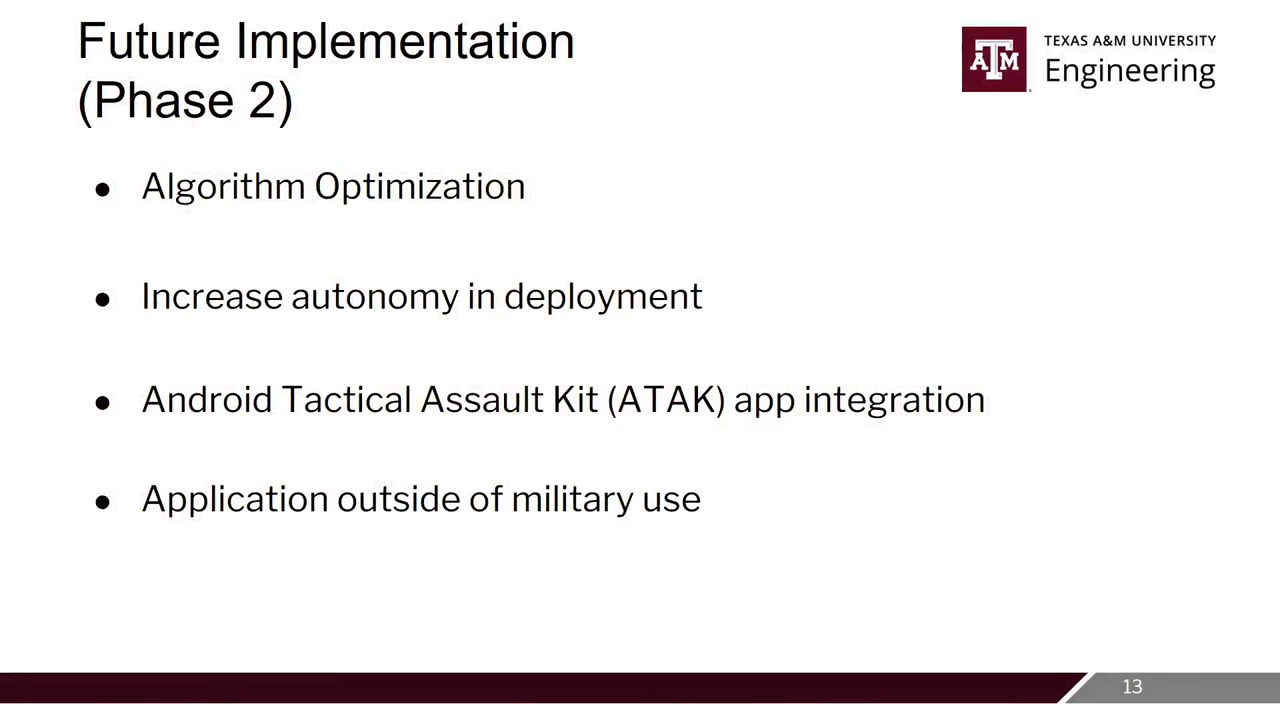 Future Implementation
(Phase 2)
ATM
TEXAS A&M UNIVERSITY
Engineering
● Algorithm Optimization
● Increase autonomy in deployment
● Android Tactical Assault Kit (ATAK) app integration
● Application outside of military use
13